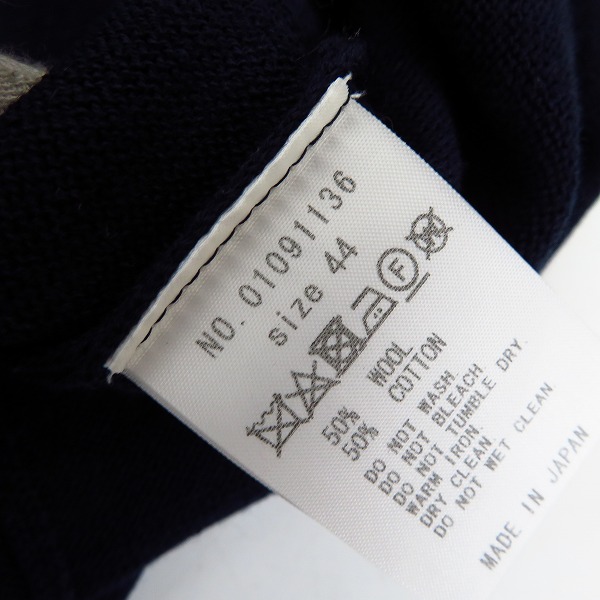 NO. 01091136
size 44
F
W
50% WOOL
50% COTTON
DO NOT WASH.
DO NOT BLEACH
DO NOT TUMBLE DRY.
WARM IRON.
DRY CLEAN
DO NOT WET CLEAN
MADE IN JAPAN